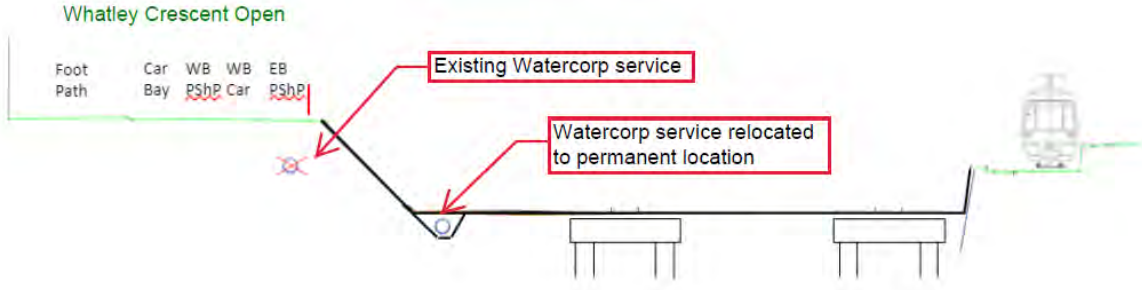 Whatley Crescent Open
Foot Car WB WB EB
Path Bay PShP Car PShP
Existing Watercorp service
Watercorp service relocated
to permanent location